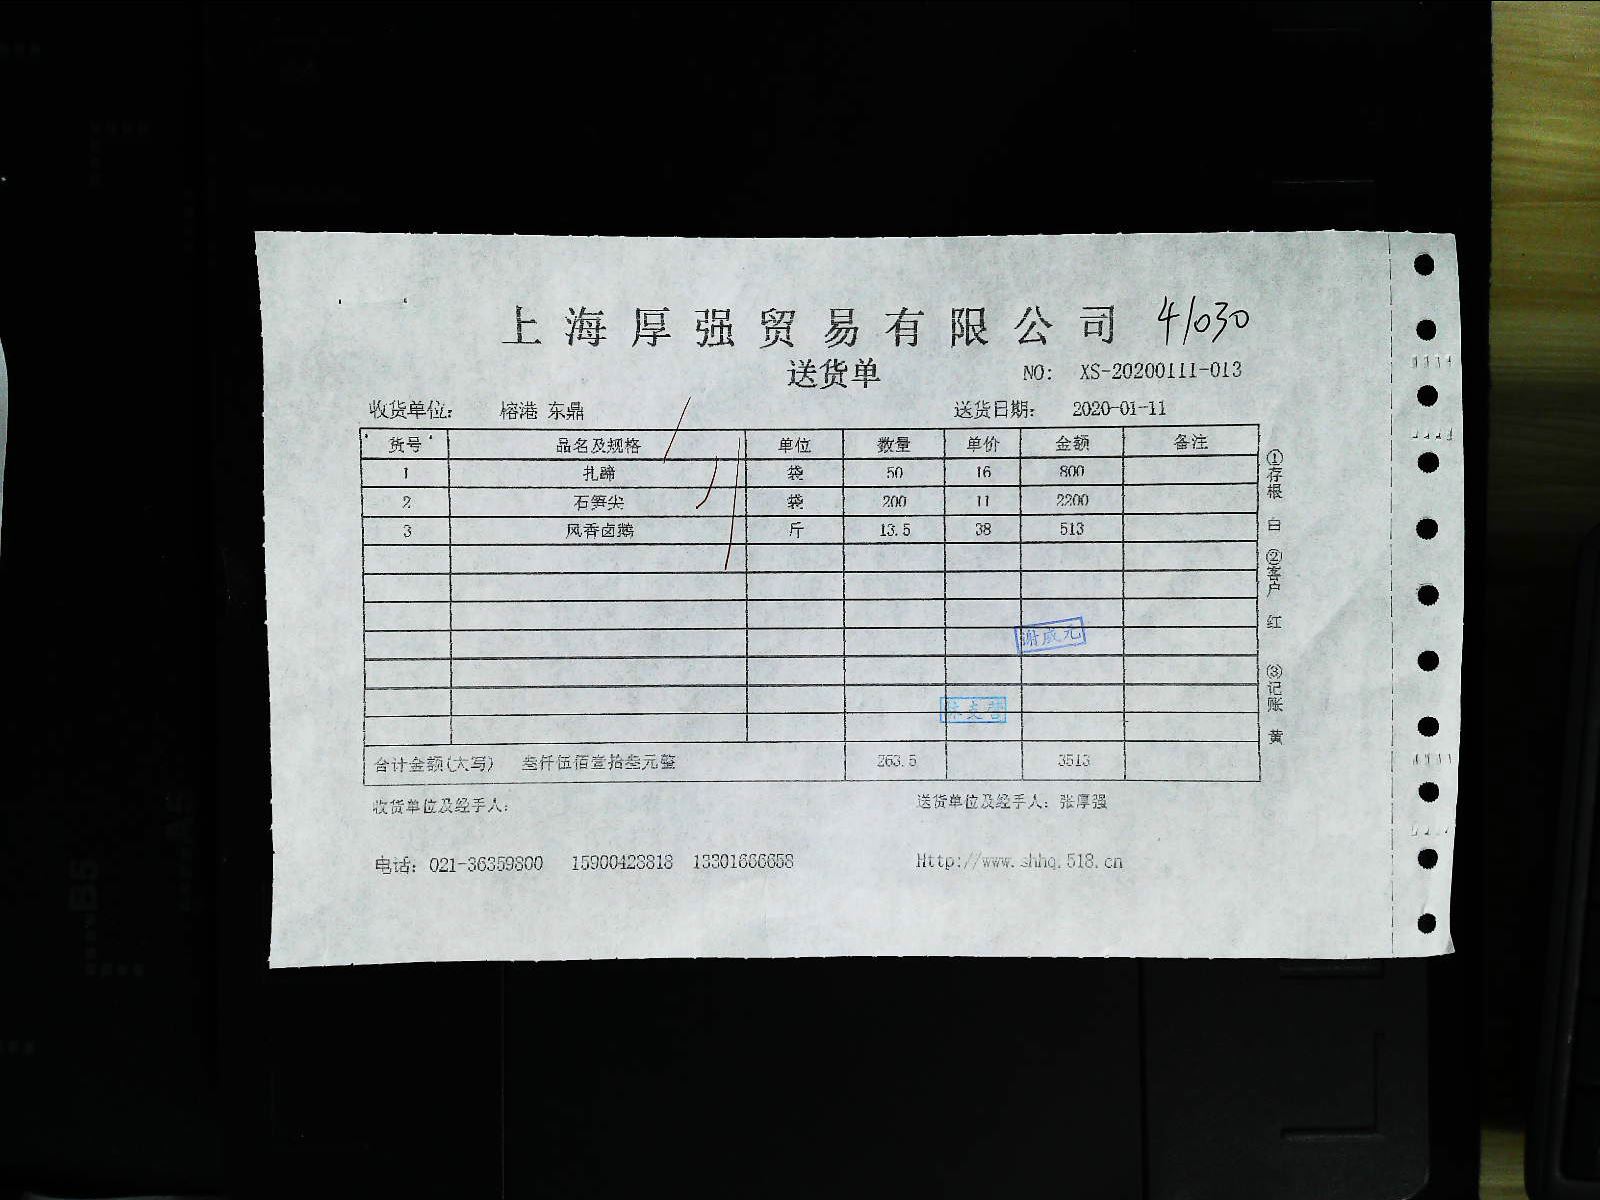 上海厚强贸易有限公司 41030
送货单 NO: XS-20200111-013
收货单位: 榕港 东鼎 送货日期: 2020-01-11
货号 品名及规格 单位 数量 单价 金额 备注
1 扎蹄 袋 50 16 800
2 石笋尖 袋 200 11 2200
3 风香卤鹅 斤 13.5 38 513
谢威元
合计金额(大写) 叁仟伍佰壹拾叁元整 263.5 3513
收货单位及经手人: 送货单位及经手人: 张厚强
电话: 021-36359800 15900428818 13301666658 Http://www.shhq.518.cn
①存根 白 ②客户 红 ③记账 黄